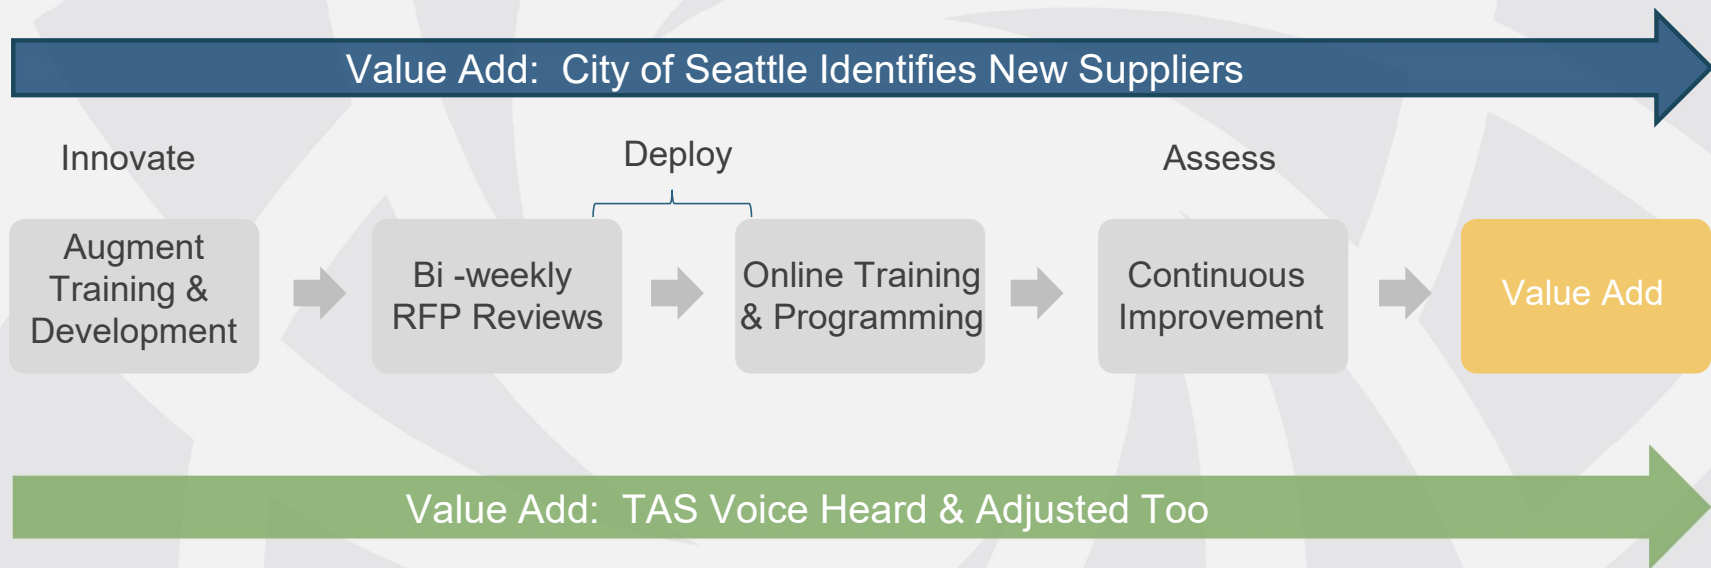 Value Add: City of Seattle Identifies New Suppliers
Innovate
Deploy
Assess
Augment
Training &
Development
Bi -weekly
RFP Reviews
Online Training
& Programming
Continuous
Improvement
Value Add
Value Add: TAS Voice Heard & Adjusted Too